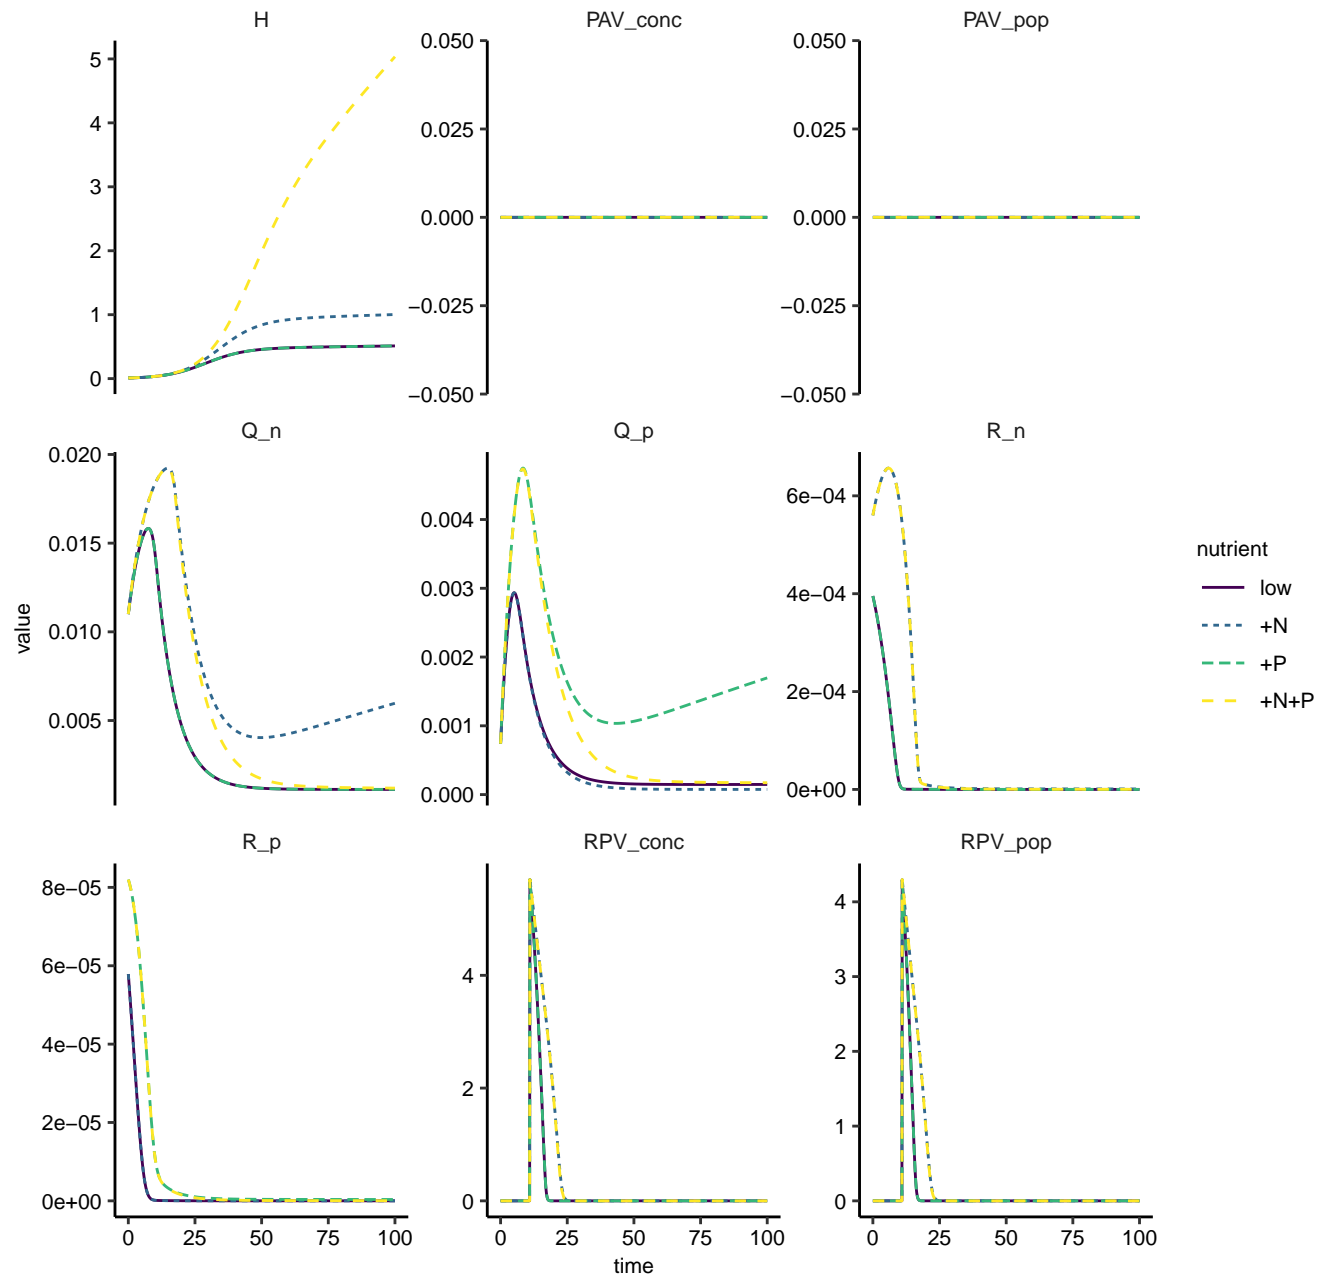 H
PAV_conc
PAV_pop
5
4
3
2
1
0
0.050
0.025
0.000
−0.025
−0.050
0.050
0.025
0.000
−0.025
−0.050
Q_n
Q_p
R_n
0.020
0.015
0.010
0.005
0.004
0.003
0.002
0.001
0.000
6e−04
4e−04
2e−04
0e+00
R_p
RPV_conc
RPV_pop
8e−05
6e−05
4e−05
2e−05
0e+00
4
2
0
4
3
2
1
0
0 25 50 75 100
0 25 50 75 100
0 25 50 75 100
time
value
nutrient
low
+N
+P
+N+P